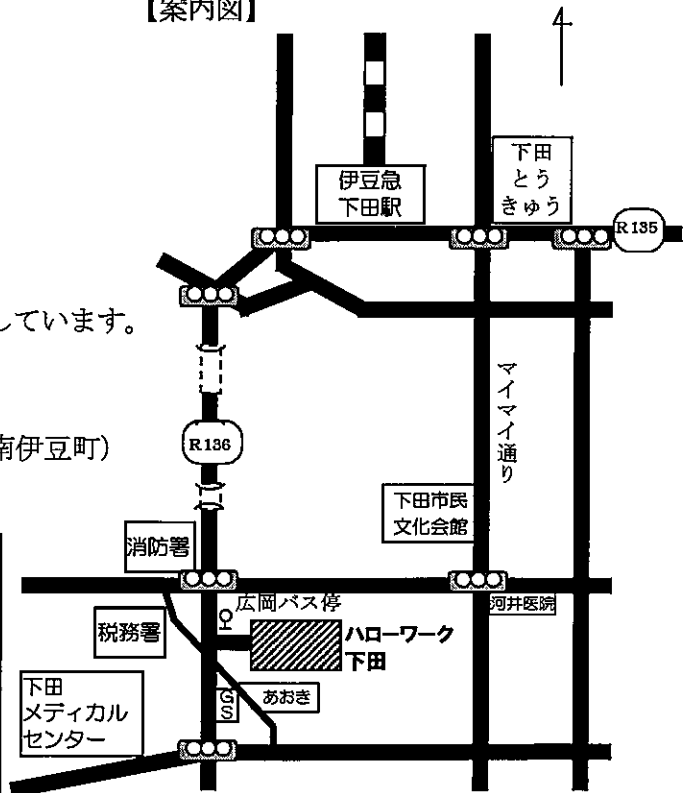 【案内図】
4
伊豆急
下田駅
下田
とう
きゅう
R135
しています。
マイマイ通り
R136
南伊豆町)
下田市民
文化会館
消防署
広岡バス停
河井医院
税務署
ハローワーク
下田
下田
メディカル
センター
GS
あおき